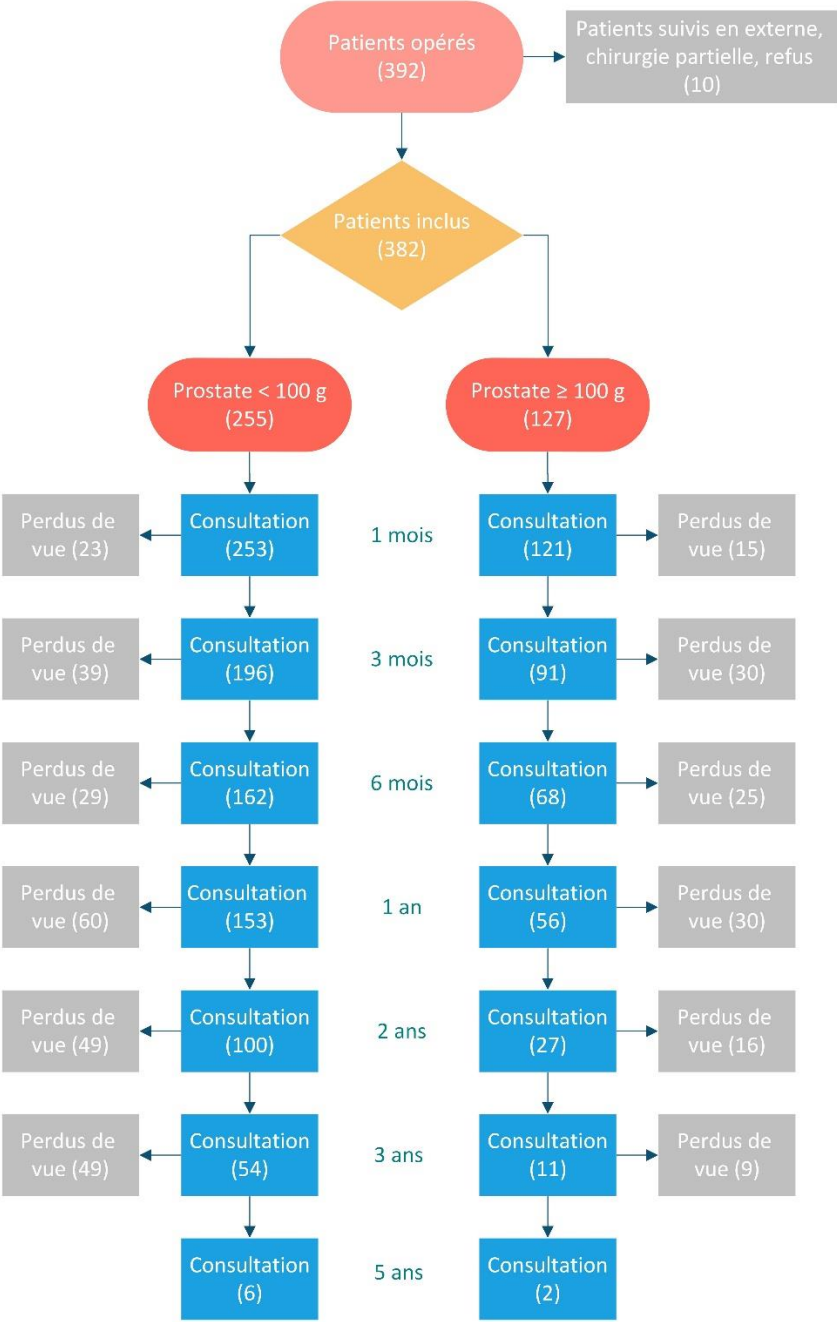 Patients opérés
(392)
Patients suivis en externe,
chirurgie partielle, refus
(10)
Patients inclus
(382)
Prostate < 100 g
(255)
Prostate ≥ 100 g
(127)
Perdus de
vue (23)
Consultation
(253)
1 mois
Consultation
(121)
Perdus de
vue (15)
Perdus de
vue (39)
Consultation
(196)
3 mois
Consultation
(91)
Perdus de
vue (30)
Perdus de
vue (29)
Consultation
(162)
6 mois
Consultation
(68)
Perdus de
vue (25)
Perdus de
vue (60)
Consultation
(153)
1 an
Consultation
(56)
Perdus de
vue (30)
Perdus de
vue (49)
Consultation
(100)
2 ans
Consultation
(27)
Perdus de
vue (16)
Perdus de
vue (49)
Consultation
(54)
3 ans
Consultation
(11)
Perdus de
vue (9)
Consultation
(6)
5 ans
Consultation
(2)